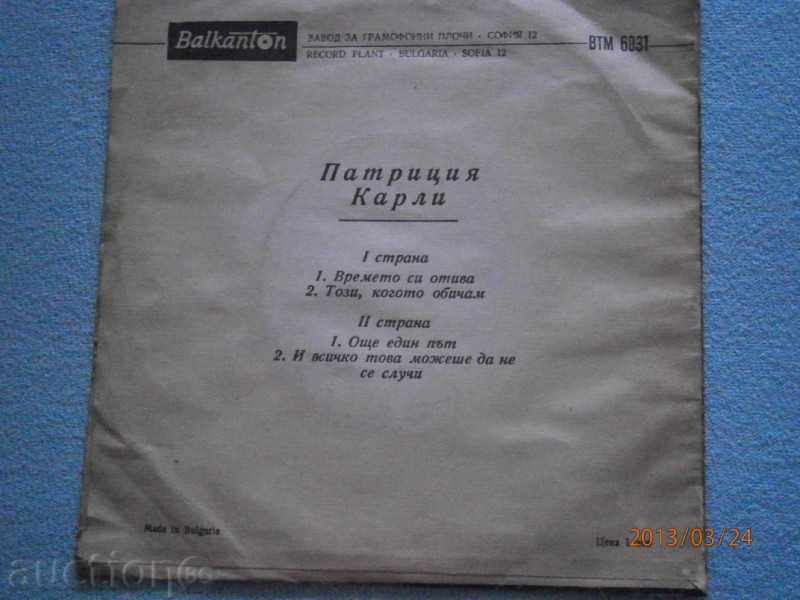 Balkanton
ЗАВОД ЗА ГРАМОФОННИ ПЛОЧИ · СОФИЯ 12
RECORD PLANT · BULGARIA · SOFIA 12
ВТМ 6031
Патриция
Карли
I страна
1. Времето си отива
2. Този, когото обичам
II страна
1. Още един път
2. И всичко това можеше да не
се случи
Made in Bulgaria
Цена
2013/03/24
auction